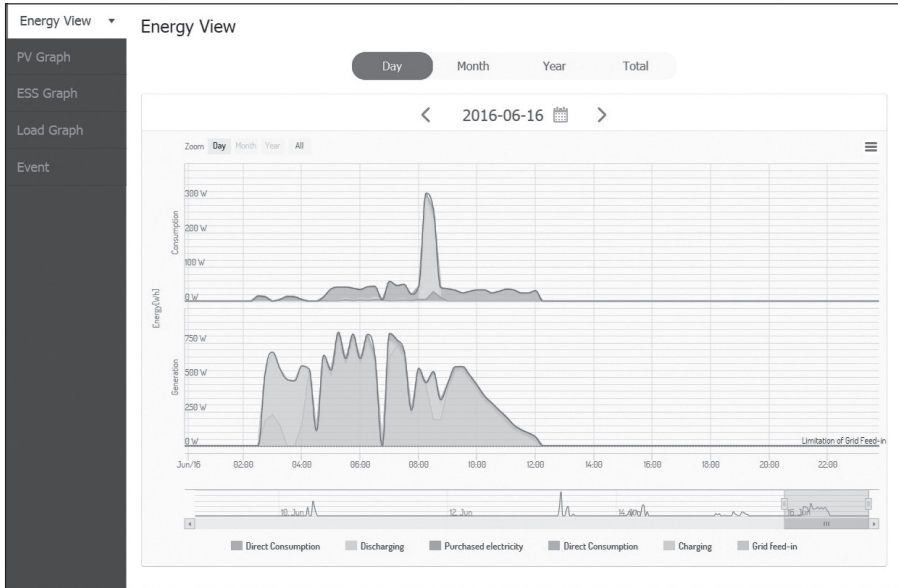 Energy View
PV Graph
ESS Graph
Load Graph
Event
Energy View
Day Month Year Total
2016-06-16
Zoom Day Month Year All
Energy[Wh]
Consumption
300 W
200 W
100 W
0 W
Generation
750 W
500 W
250 W
0 W
Limitation of Grid Feed-in
Jun/16 02:00 04:00 06:00 08:00 10:00 12:00 14:00 16:00 18:00 20:00 22:00
10. Jun 12. Jun 14. Jun 16. Jun
Direct Consumption Discharging Purchased electricity Direct Consumption Charging Grid feed-in